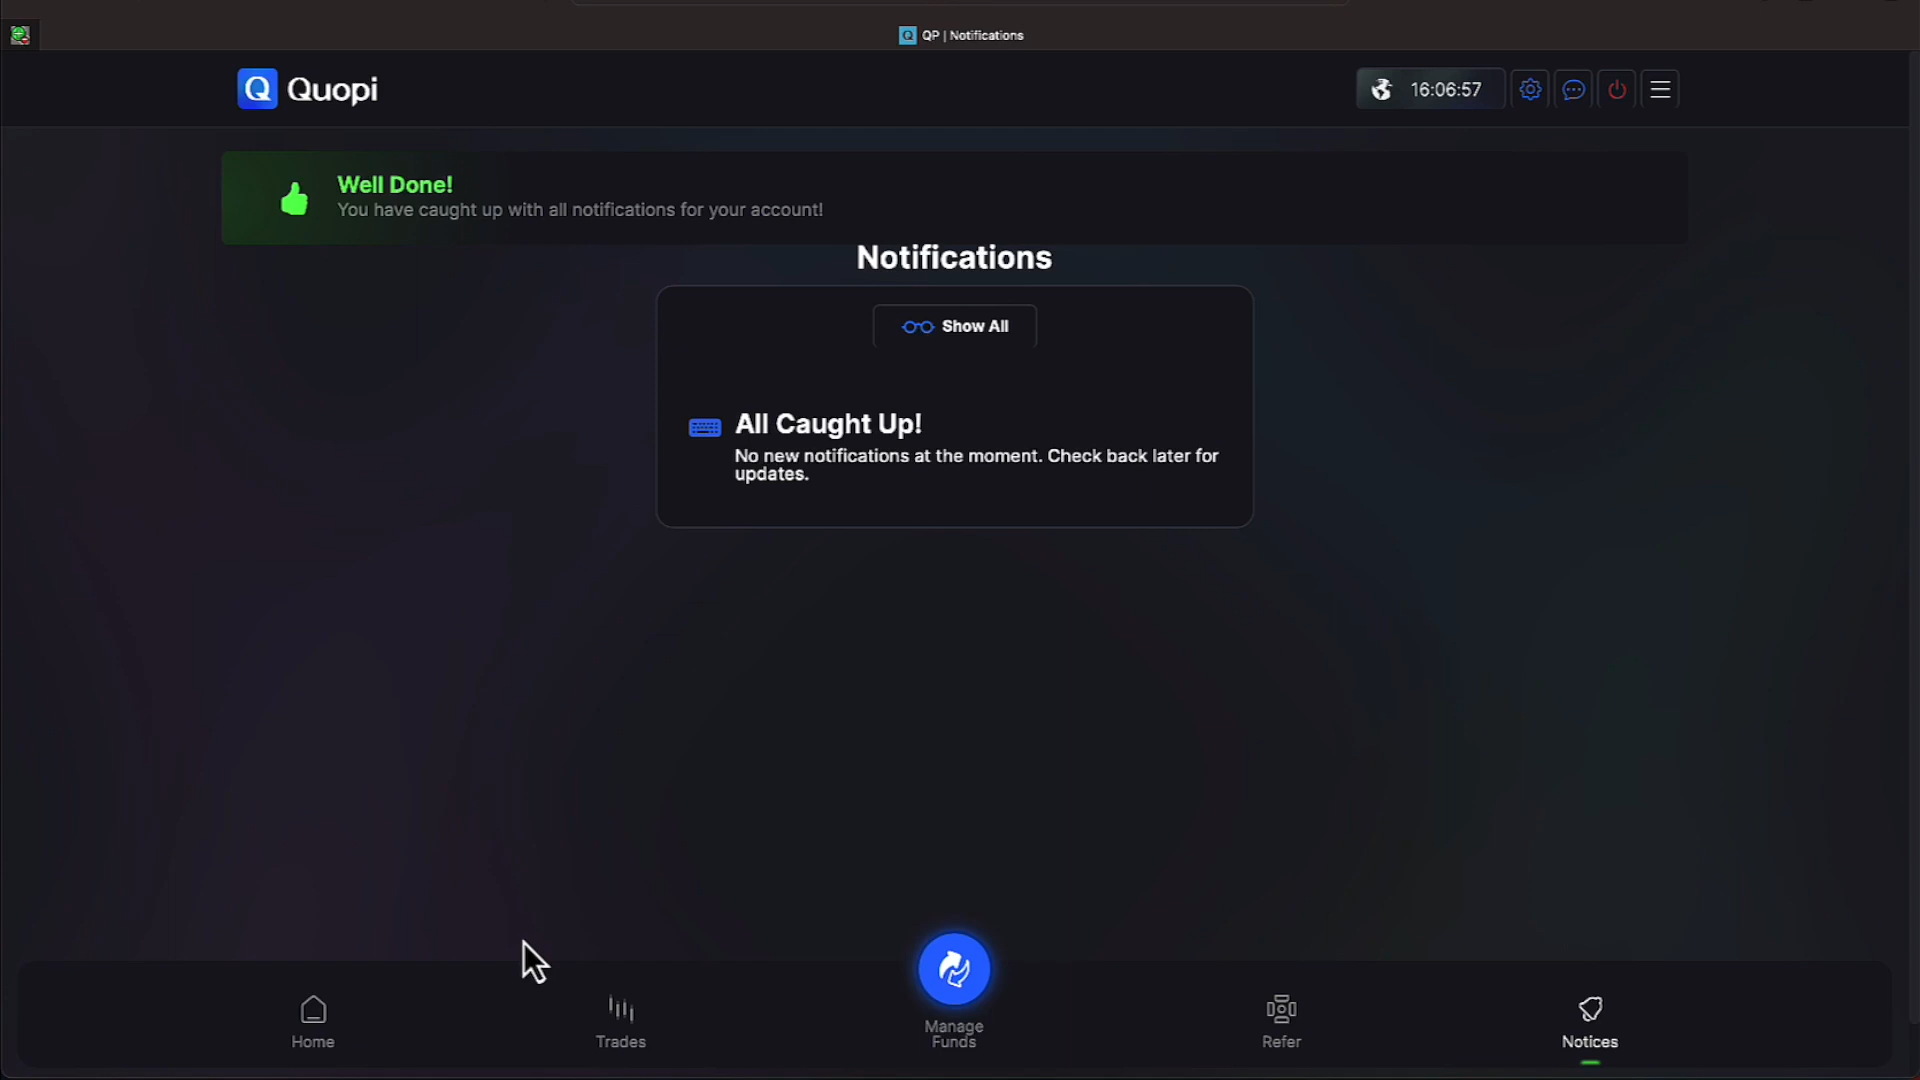 QP | Notifications
Quopi
16:06:57
Well Done!
You have caught up with all notifications for your account!
Notifications
Show All
All Caught Up!
No new notifications at the moment. Check back later for
updates.
Home
Trades
Manage
Funds
Refer
Notices